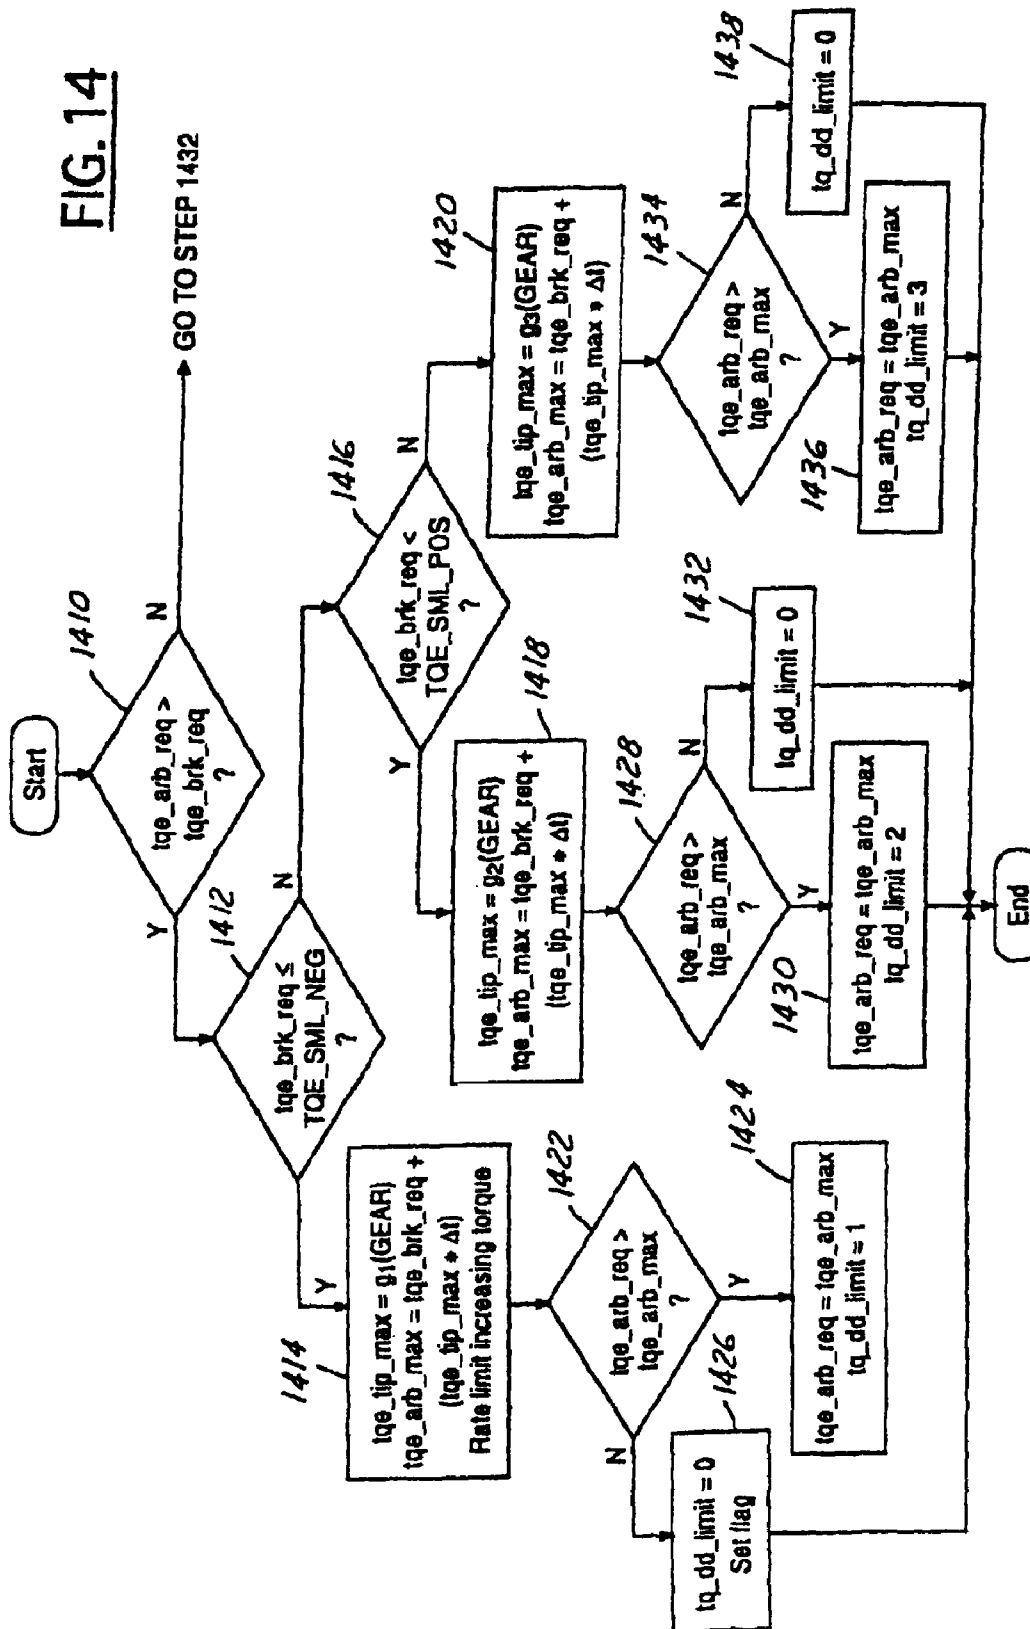 FIG. 14
Start
1410
tqe_arb_req >
tqe_brk_req
?
N
GO TO STEP 1432
Y
1412
tqe_brk_req ≤
TQE_SML_NEG
?
N
Y
1416
tqe_brk_req <
TQE_SML_POS
?
N
Y
1414
tqe_tip_max = g1(GEAR)
tqe_arb_max = tqe_brk_req +
(tqe_tip_max * Δt)
Rate limit increasing torque
1418
tqe_tip_max = g2(GEAR)
tqe_arb_max = tqe_brk_req +
(tqe_tip_max * Δt)
1420
tqe_tip_max = g3(GEAR)
tqe_arb_max = tqe_brk_req +
(tqe_tip_max * Δt)
1422
tqe_arb_req >
tqe_arb_max
?
N
Y
1426
tq_dd_limit = 0
Set flag
1424
tqe_arb_req = tqe_arb_max
tq_dd_limit = 1
1428
tqe_arb_req >
tqe_arb_max
?
N
Y
1432
tq_dd_limit = 0
1430
tqe_arb_req = tqe_arb_max
tq_dd_limit = 2
1434
tqe_arb_req >
tqe_arb_max
?
N
Y
1438
tq_dd_limit = 0
1436
tqe_arb_req = tqe_arb_max
tq_dd_limit = 3
End